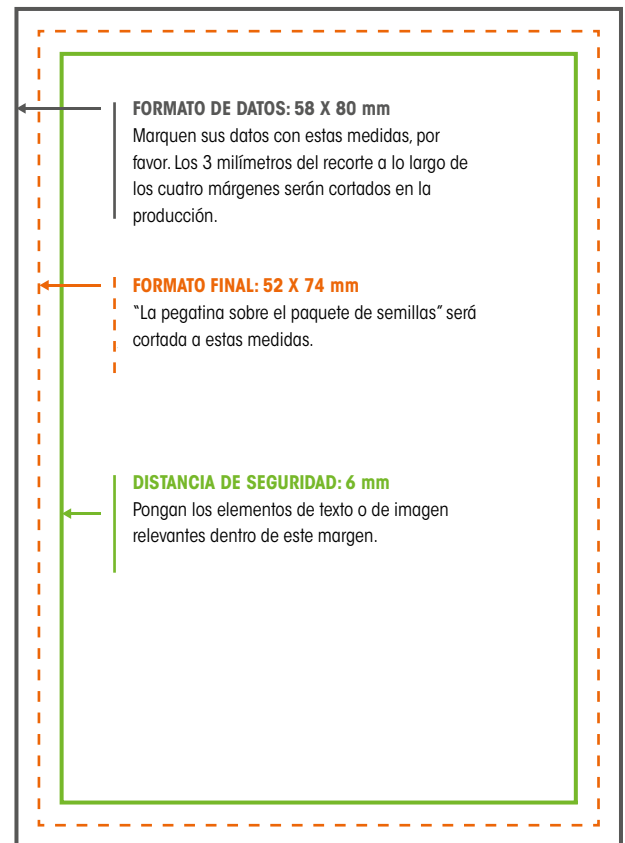 FORMATO DE DATOS: 58 X 80 mm
Marquen sus datos con estas medidas, por
favor. Los 3 milímetros del recorte a lo largo de
los cuatro márgenes serán cortados en la
producción.
FORMATO FINAL: 52 X 74 mm
“La pegatina sobre el paquete de semillas” será
cortada a estas medidas.
DISTANCIA DE SEGURIDAD: 6 mm
Pongan los elementos de texto o de imagen
relevantes dentro de este margen.